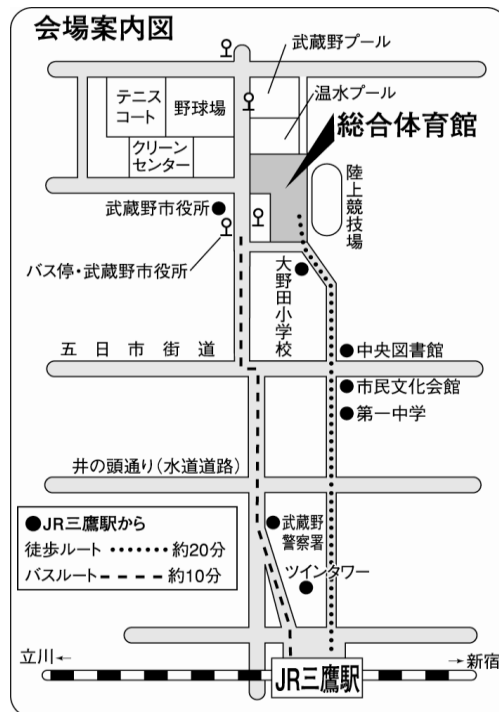 会場案内図
武蔵野プール
温水プール
総合体育館
テニス
コート
野球場
クリーン
センター
陸上競技場
武蔵野市役所
バス停・武蔵野市役所
大野田小学校
五日市街道
中央図書館
市民文化会館
第一中学
井の頭通り(水道道路)
●JR三鷹駅から
徒歩ルート 約20分
バスルート 約10分
武蔵野
警察署
ツインタワー
立川←
→新宿
JR三鷹駅